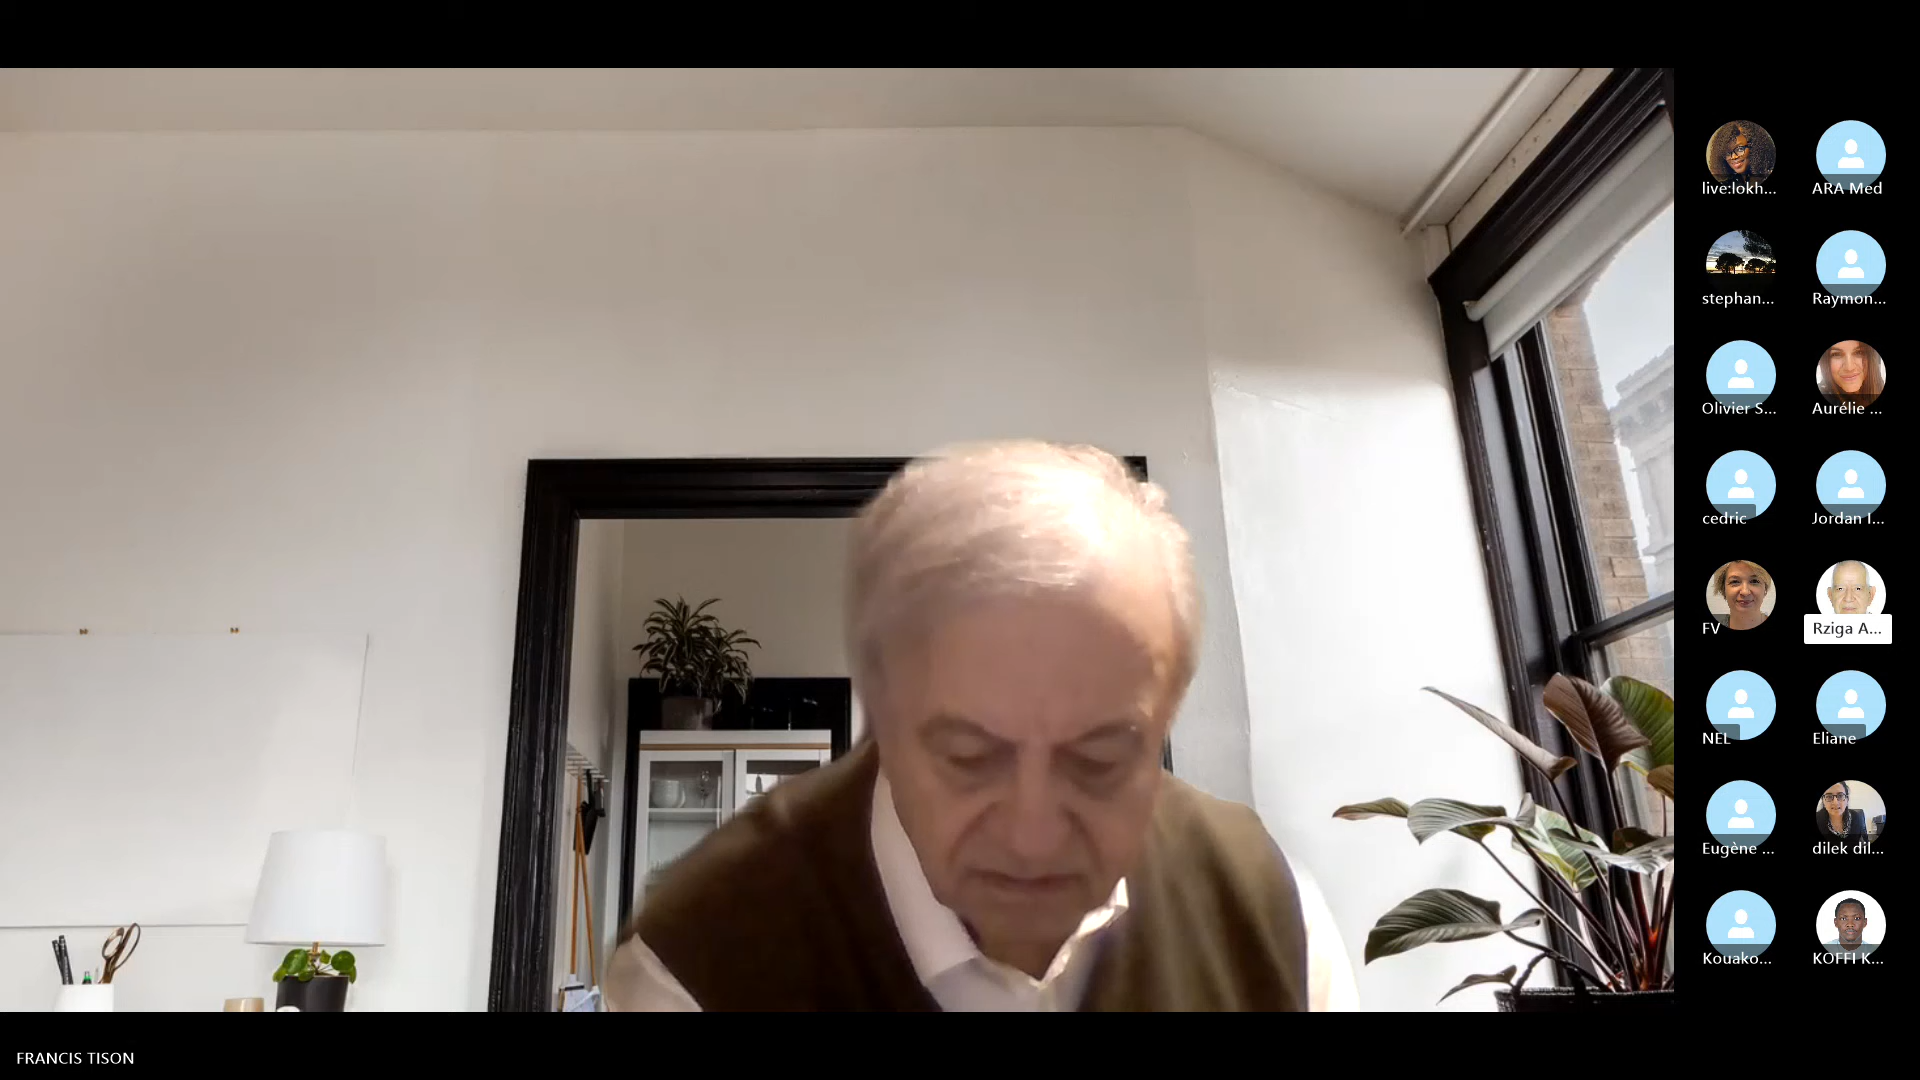 live:lokh...
ARA Med
stephan...
Raymon...
Olivier S...
Aurélie ...
cedric
Jordan I...
FV
Rziga A...
NEL
Eliane
Eugène ...
dilek dil...
Kouako...
KOFFI K...
FRANCIS TISON